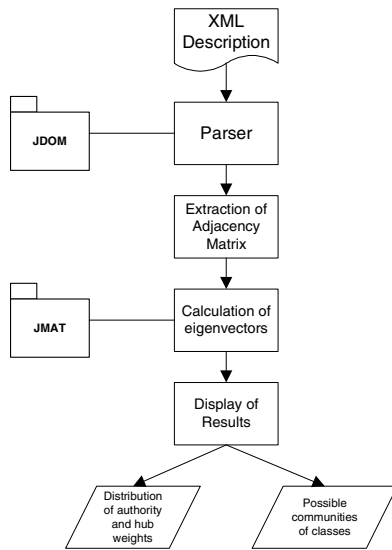 XML
Description
JDOM
Parser
Extraction of
Adjacency
Matrix
JMAT
Calculation of
eigenvectors
Display of
Results
Distribution
of authority
and hub
weights
Possible
communities
of classes